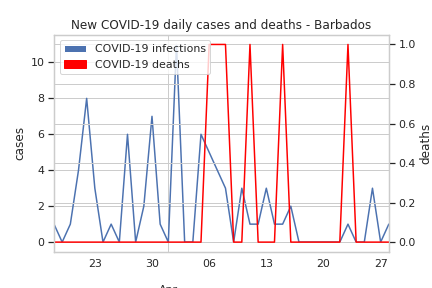 New COVID-19 daily cases and deaths - Barbados
COVID-19 infections
COVID-19 deaths
cases
deaths
10
8
6
4
2
0
1.0
0.8
0.6
0.4
0.2
0.0
23 30 06 13 20 27
Apr